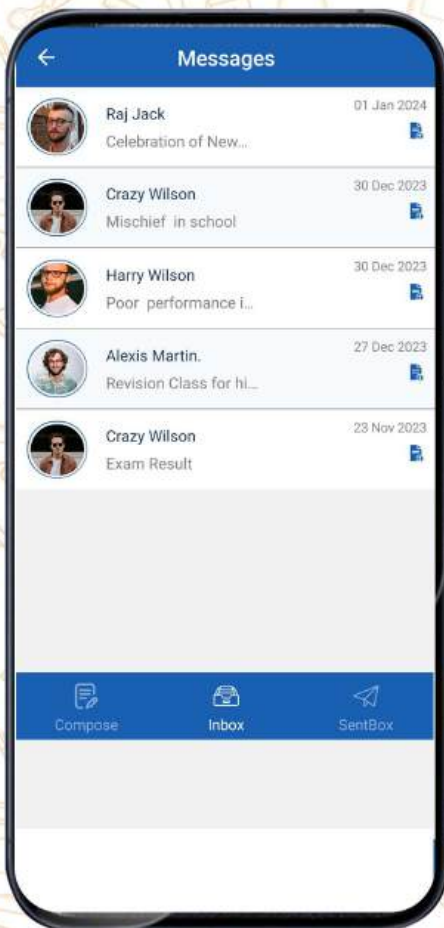 Messages
Raj Jack
01 Jan 2024
Celebration of New...
Crazy Wilson
30 Dec 2023
Mischief in school
Harry Wilson
30 Dec 2023
Poor performance i...
Alexis Martin.
27 Dec 2023
Revision Class for hi...
Crazy Wilson
23 Nov 2023
Exam Result
Compose
Inbox
SentBox